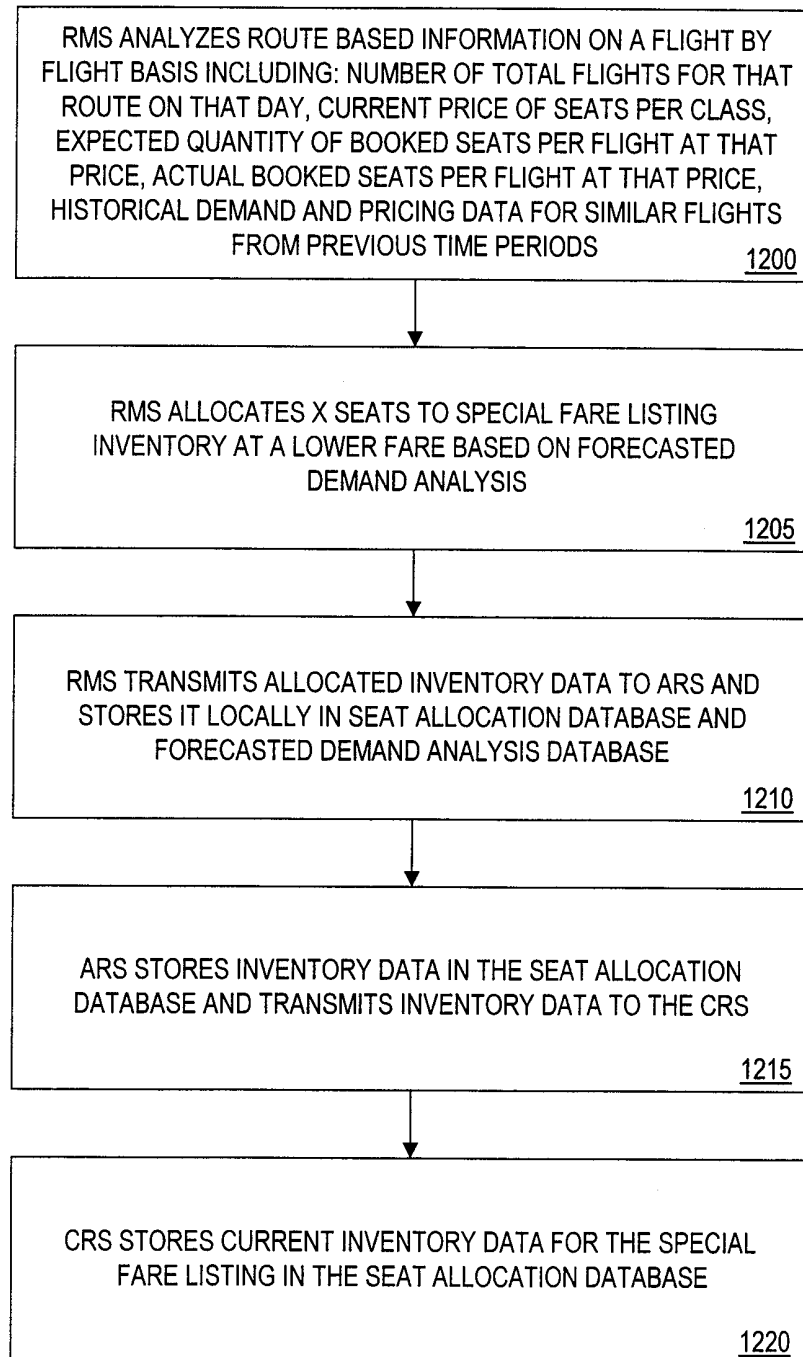 RMS ANALYZES ROUTE BASED INFORMATION ON A FLIGHT BY
FLIGHT BASIS INCLUDING: NUMBER OF TOTAL FLIGHTS FOR THAT
ROUTE ON THAT DAY, CURRENT PRICE OF SEATS PER CLASS,
EXPECTED QUANTITY OF BOOKED SEATS PER FLIGHT AT THAT
PRICE, ACTUAL BOOKED SEATS PER FLIGHT AT THAT PRICE,
HISTORICAL DEMAND AND PRICING DATA FOR SIMILAR FLIGHTS
FROM PREVIOUS TIME PERIODS
1200
RMS ALLOCATES X SEATS TO SPECIAL FARE LISTING
INVENTORY AT A LOWER FARE BASED ON FORECASTED
DEMAND ANALYSIS
1205
RMS TRANSMITS ALLOCATED INVENTORY DATA TO ARS AND
STORES IT LOCALLY IN SEAT ALLOCATION DATABASE AND
FORECASTED DEMAND ANALYSIS DATABASE
1210
ARS STORES INVENTORY DATA IN THE SEAT ALLOCATION
DATABASE AND TRANSMITS INVENTORY DATA TO THE CRS
1215
CRS STORES CURRENT INVENTORY DATA FOR THE SPECIAL
FARE LISTING IN THE SEAT ALLOCATION DATABASE
1220